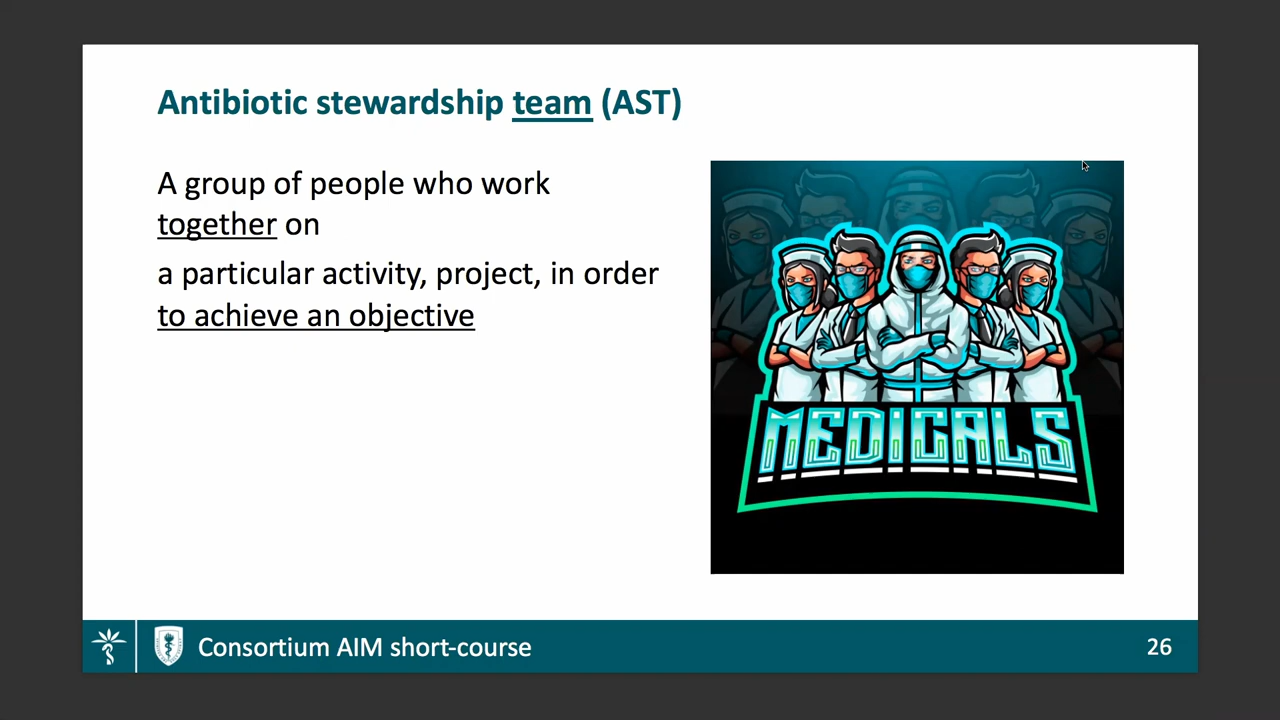 Antibiotic stewardship team (AST)
A group of people who work
together on
a particular activity, project, in order
to achieve an objective
MEDICALS
Consortium AIM short-course
26